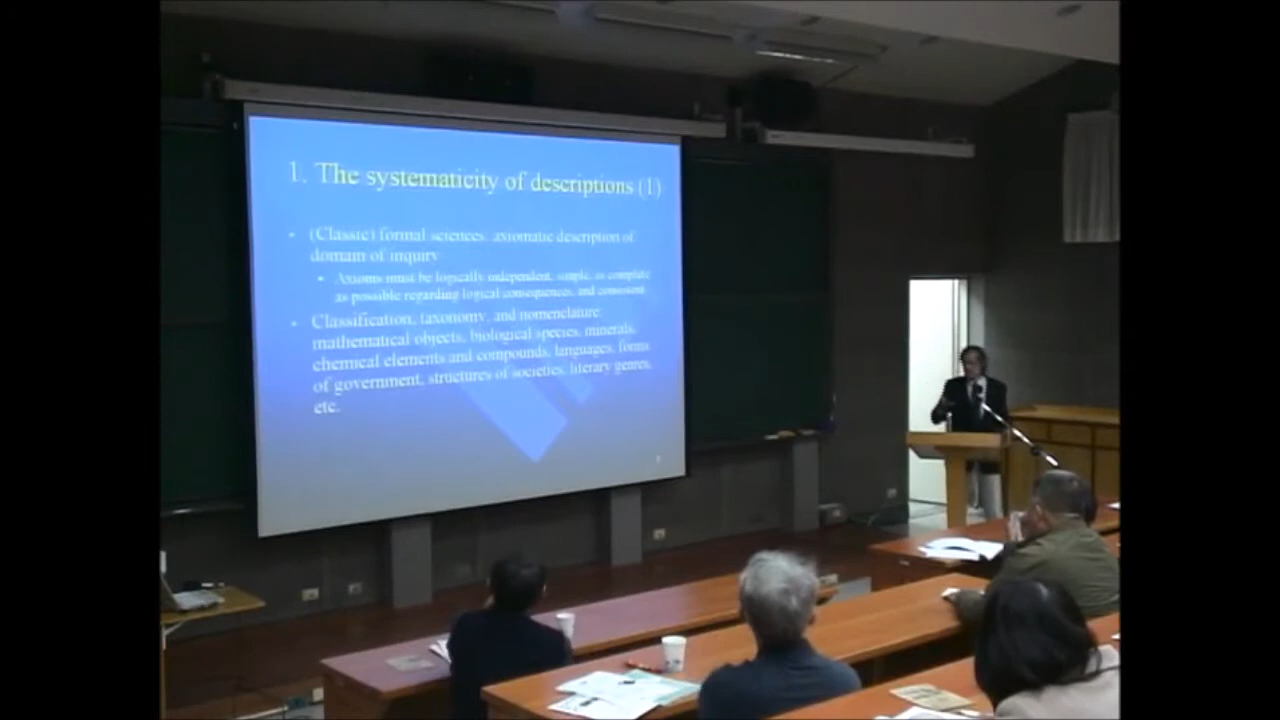 1. The systematicity of descriptions (1)
(Classic) formal sciences: axiomatic description of
domain of inquiry
Axioms must be logically independent, simple, as complete
as possible regarding logical consequences, and consistent
Classification, taxonomy, and nomenclature:
mathematical objects, biological species, minerals,
chemical elements and compounds, languages, forms
of government, structures of societies, literary genres,
etc.